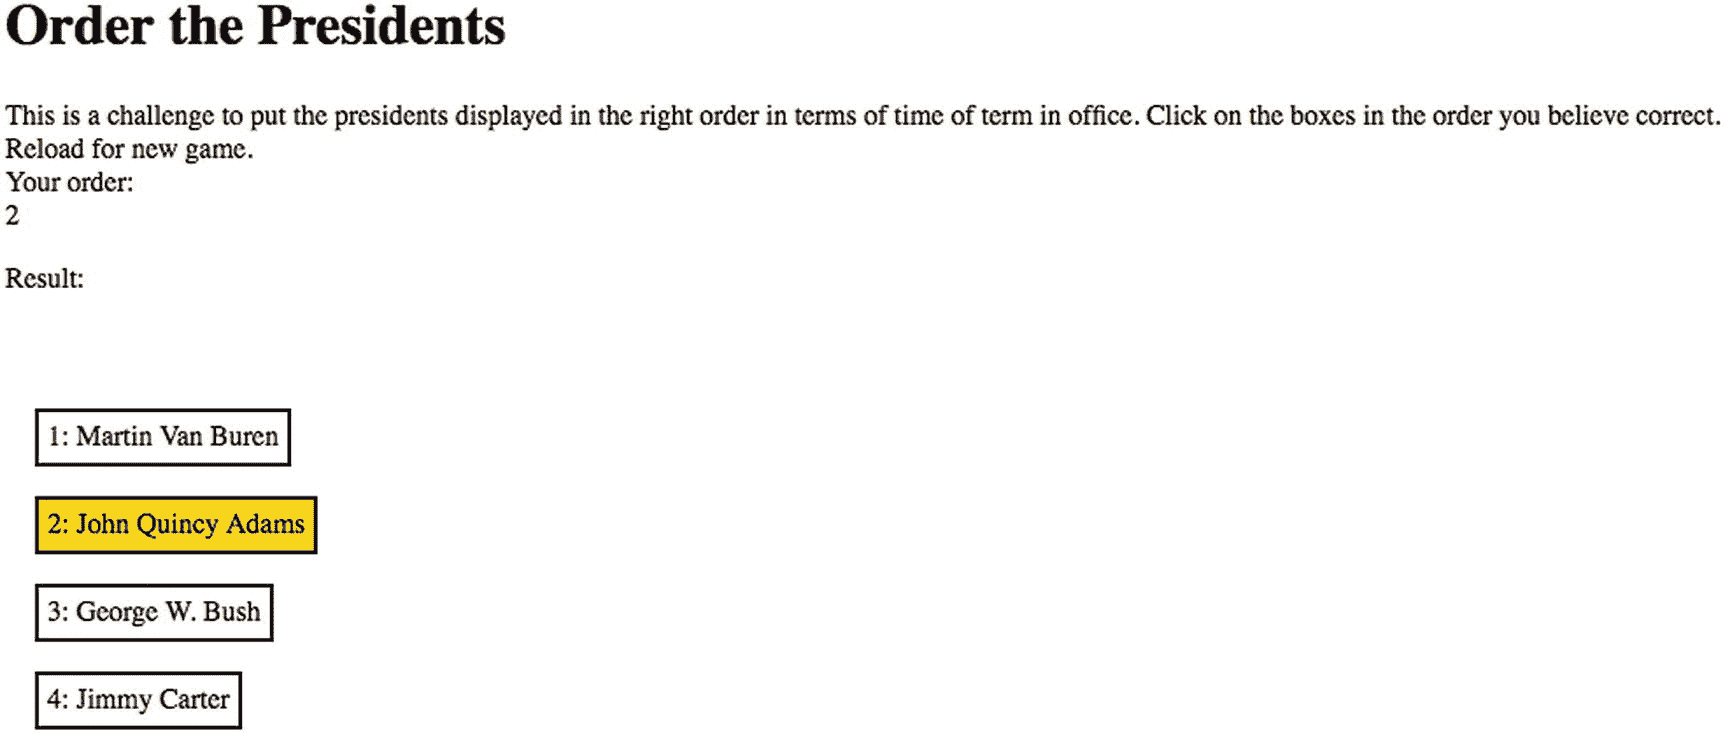 Order the Presidents
This is a challenge to put the presidents displayed in the right order in terms of time of term in office. Click on the boxes in the order you believe correct.
Reload for new game.
Your order:
2
Result:
1: Martin Van Buren
2: John Quincy Adams
3: George W. Bush
4: Jimmy Carter